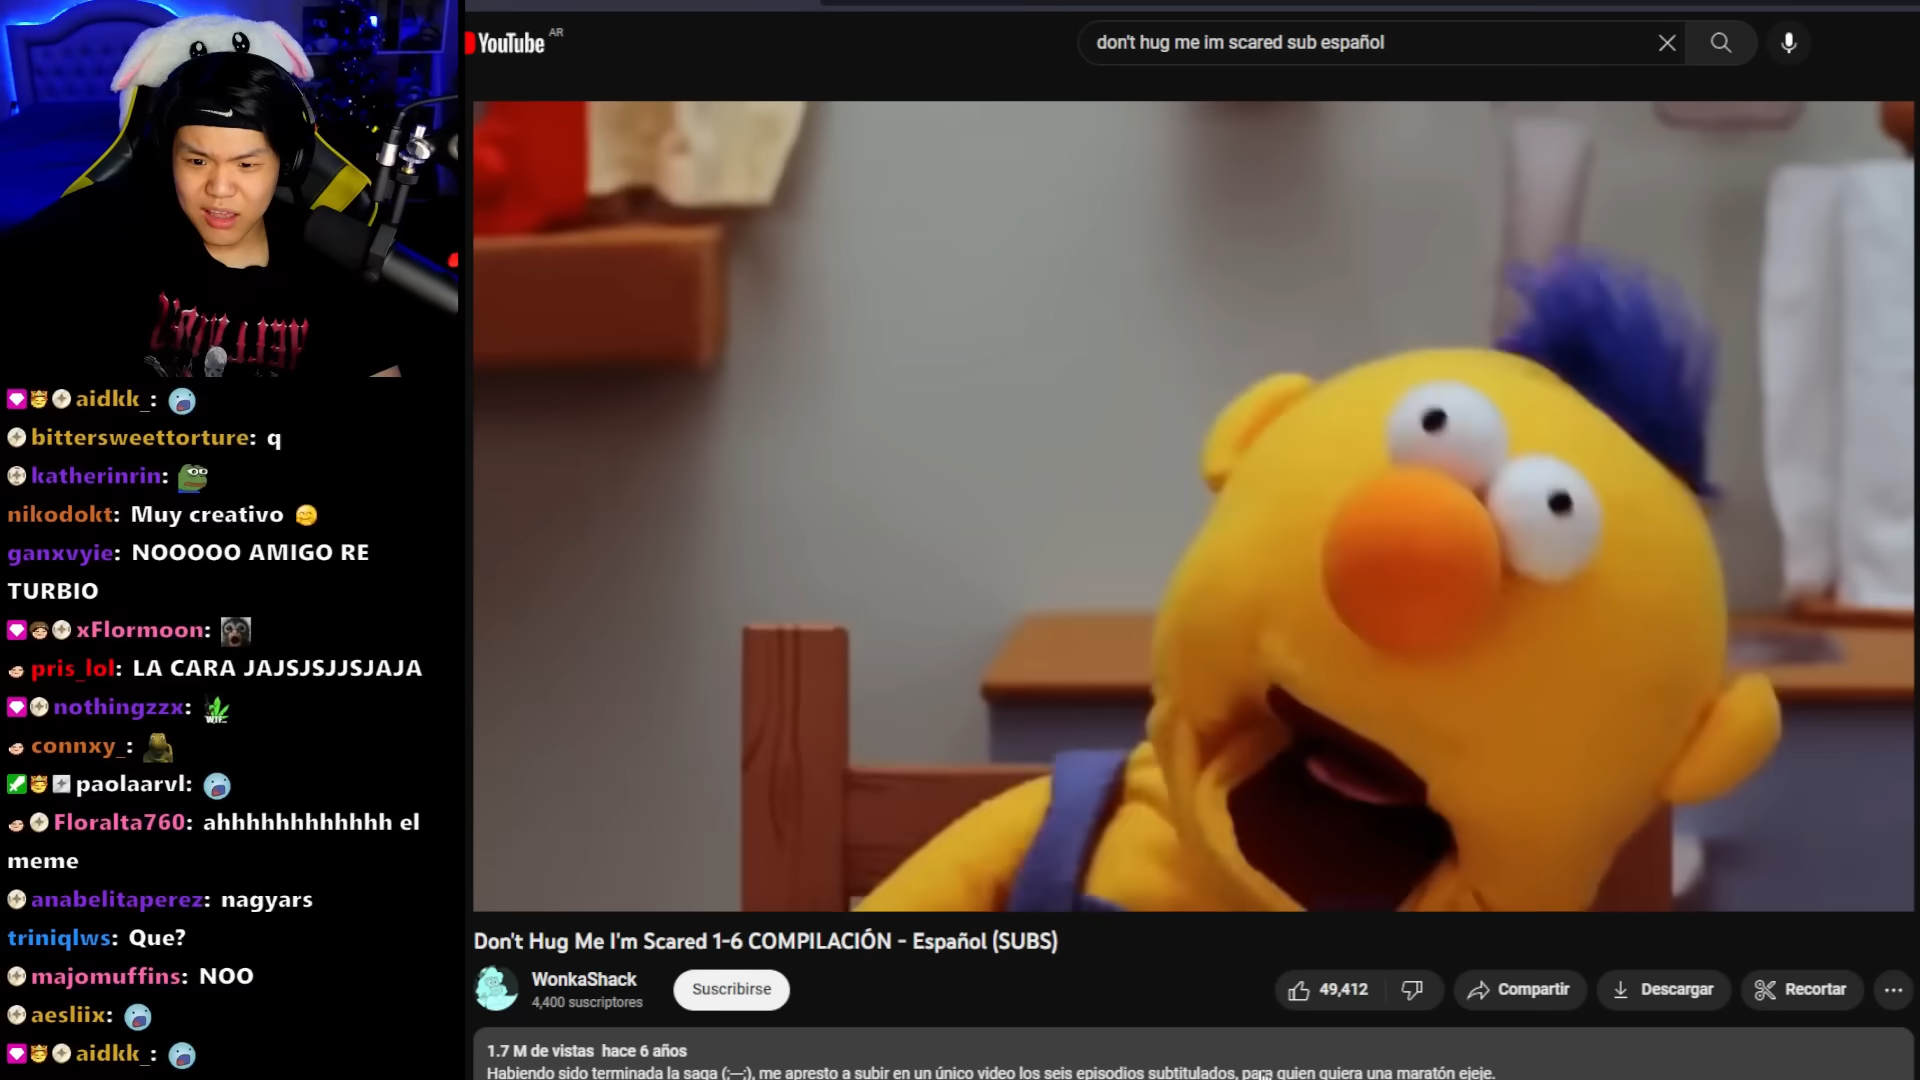 YouTube AR
don't hug me im scared sub español
aidkk_:
bittersweettorture: q
katherinrin:
nikodokt: Muy creativo
ganxvyie: NOOOOO AMIGO RE
TURBIO
xFlormoon:
pris_lol: LA CARA JAJSJSJJSJAJA
nothingzzx:
connxy_:
paolaarvl:
Floralta760: ahhhhhhhhhhhh el
meme
anabelitaperez: nagyars
triniqlws: Que?
majomuffins: NOO
aesliix:
aidkk_:
Don't Hug Me I'm Scared 1-6 COMPILACIÓN - Español (SUBS)
WonkaShack
4,400 suscriptores
Suscribirse
49,412
Compartir
Descargar
Recortar
1.7 M de vistas hace 6 años
Habiendo sido terminada la saga (;—;), me apresto a subir en un único video los seis episodios subtitulados, para quien quiera una maratón ejeje.